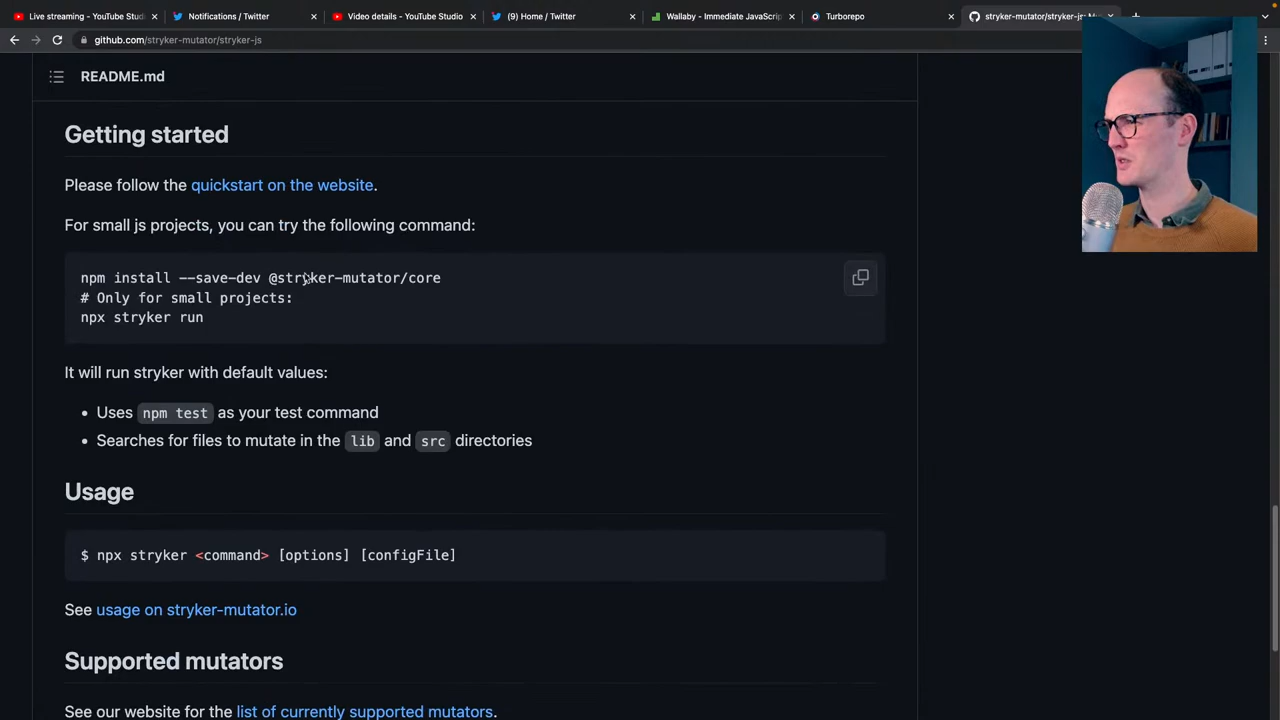 Live streaming - YouTube Studi
Notifications / Twitter
Video details - YouTube Studio
(9) Home / Twitter
Wallaby - Immediate JavaScrip
Turborepo
stryker-mutator/stryker-js: Mu
github.com/stryker-mutator/stryker-js
README.md
Getting started
Please follow the quickstart on the website.
For small js projects, you can try the following command:
npm install --save-dev @stryker-mutator/core
# Only for small projects:
npx stryker run
It will run stryker with default values:
Uses npm test as your test command
Searches for files to mutate in the lib and src directories
Usage
$ npx stryker <command> [options] [configFile]
See usage on stryker-mutator.io
Supported mutators
See our website for the list of currently supported mutators.